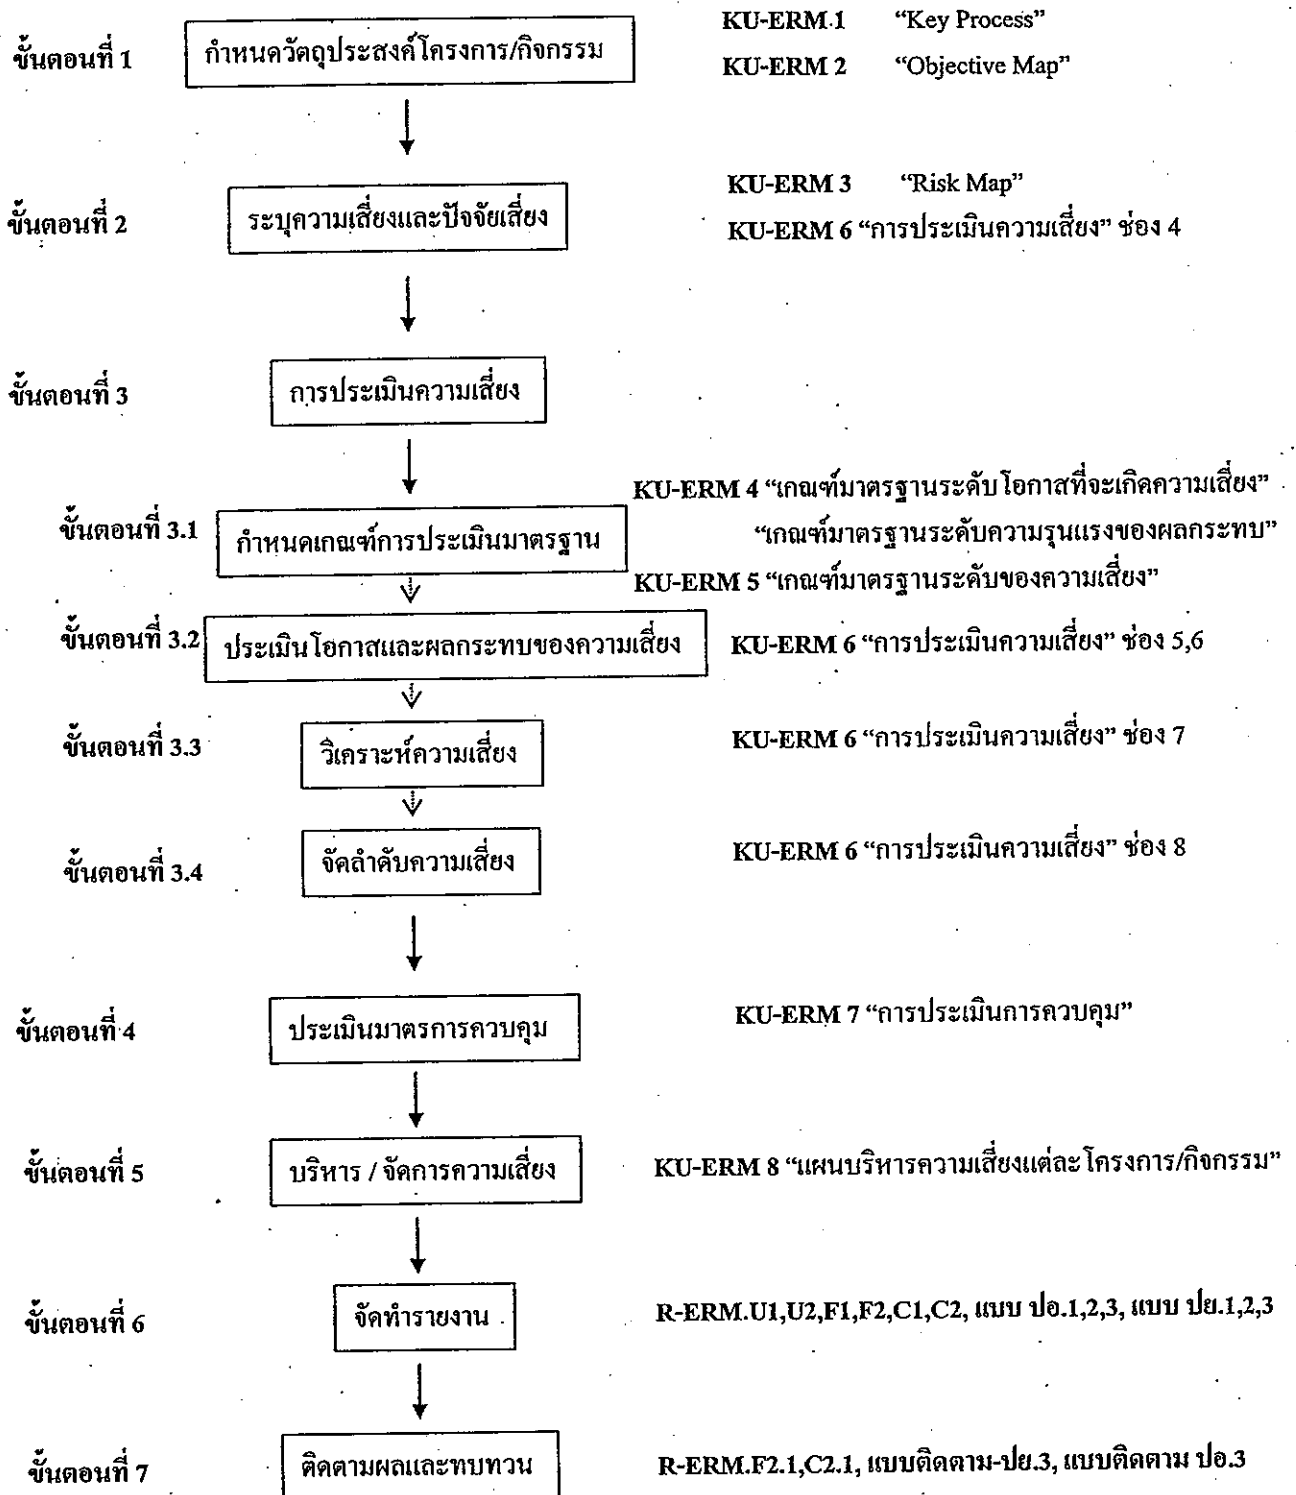 KU-ERM 1 “Key Process”
ขั้นตอนที่ 1 กำหนดวัตถุประสงค์โครงการ/กิจกรรม
KU-ERM 2 “Objective Map”
KU-ERM 3 “Risk Map”
ขั้นตอนที่ 2 ระบุความเสี่ยงและปัจจัยเสี่ยง
KU-ERM 6 “การประเมินความเสี่ยง” ช่อง 4
ขั้นตอนที่ 3 การประเมินความเสี่ยง
KU-ERM 4 “เกณฑ์มาตรฐานระดับโอกาสที่จะเกิดความเสี่ยง”
ขั้นตอนที่ 3.1 กำหนดเกณฑ์การประเมินมาตรฐาน “เกณฑ์มาตรฐานระดับความรุนแรงของผลกระทบ”
KU-ERM 5 “เกณฑ์มาตรฐานระดับของความเสี่ยง”
ขั้นตอนที่ 3.2 ประเมินโอกาสและผลกระทบของความเสี่ยง KU-ERM 6 “การประเมินความเสี่ยง” ช่อง 5,6
ขั้นตอนที่ 3.3 วิเคราะห์ความเสี่ยง KU-ERM 6 “การประเมินความเสี่ยง” ช่อง 7
ขั้นตอนที่ 3.4 จัดลำดับความเสี่ยง KU-ERM 6 “การประเมินความเสี่ยง” ช่อง 8
ขั้นตอนที่ 4 ประเมินมาตรการควบคุม KU-ERM 7 “การประเมินการควบคุม”
ขั้นตอนที่ 5 บริหาร / จัดการความเสี่ยง KU-ERM 8 “แผนบริหารความเสี่ยงแต่ละโครงการ/กิจกรรม”
ขั้นตอนที่ 6 จัดทำรายงาน R-ERM.U1,U2,F1,F2,C1,C2, แบบ ปอ.1,2,3, แบบ ปย.1,2,3
ขั้นตอนที่ 7 ติดตามผลและทบทวน R-ERM.F2.1,C2.1, แบบติดตาม-ปย.3, แบบติดตาม ปอ.3